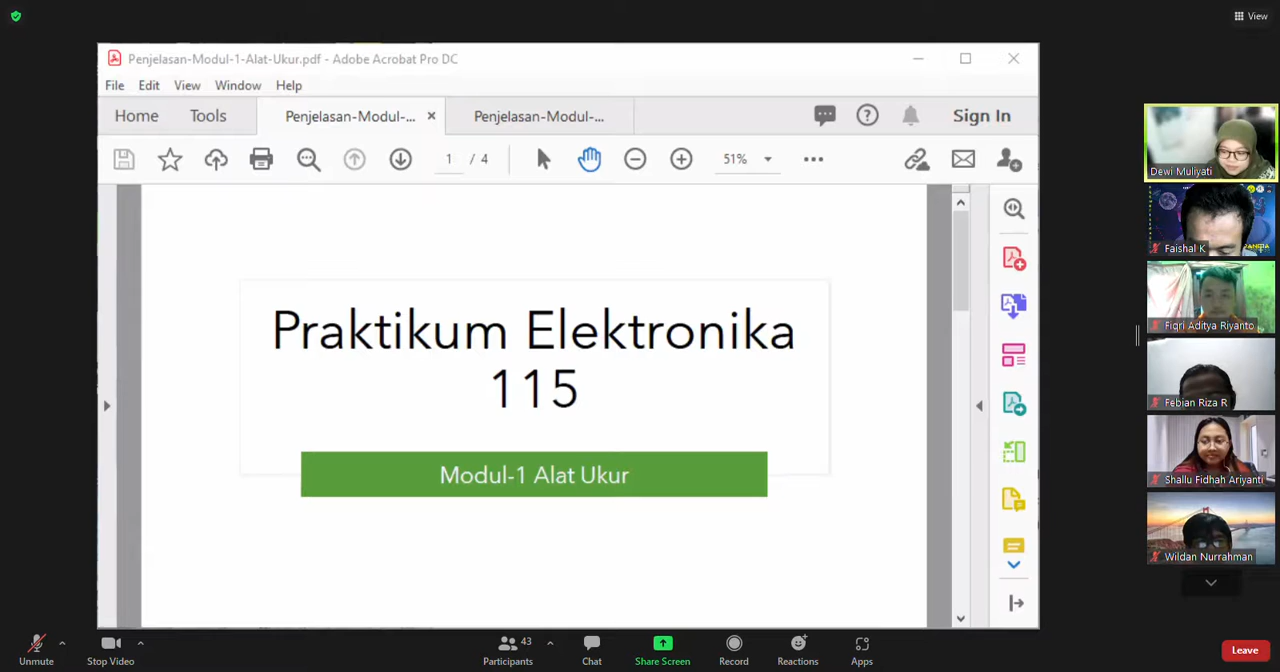 View
Penjelasan-Modul-1-Alat-Ukur.pdf - Adobe Acrobat Pro DC
File Edit View Window Help
Home Tools Penjelasan-Modul-... × Penjelasan-Modul-... Sign In
1 / 4 51%
Praktikum Elektronika
115
Modul-1 Alat Ukur
Dewi Muliyati
Faishal K
Fiqri Aditya Riyanto
Febian Riza R
Shallu Fidhah Ariyanti
Wildan Nurrahman
Unmute Stop Video Participants 43 Chat Share Screen Record Reactions Apps Leave